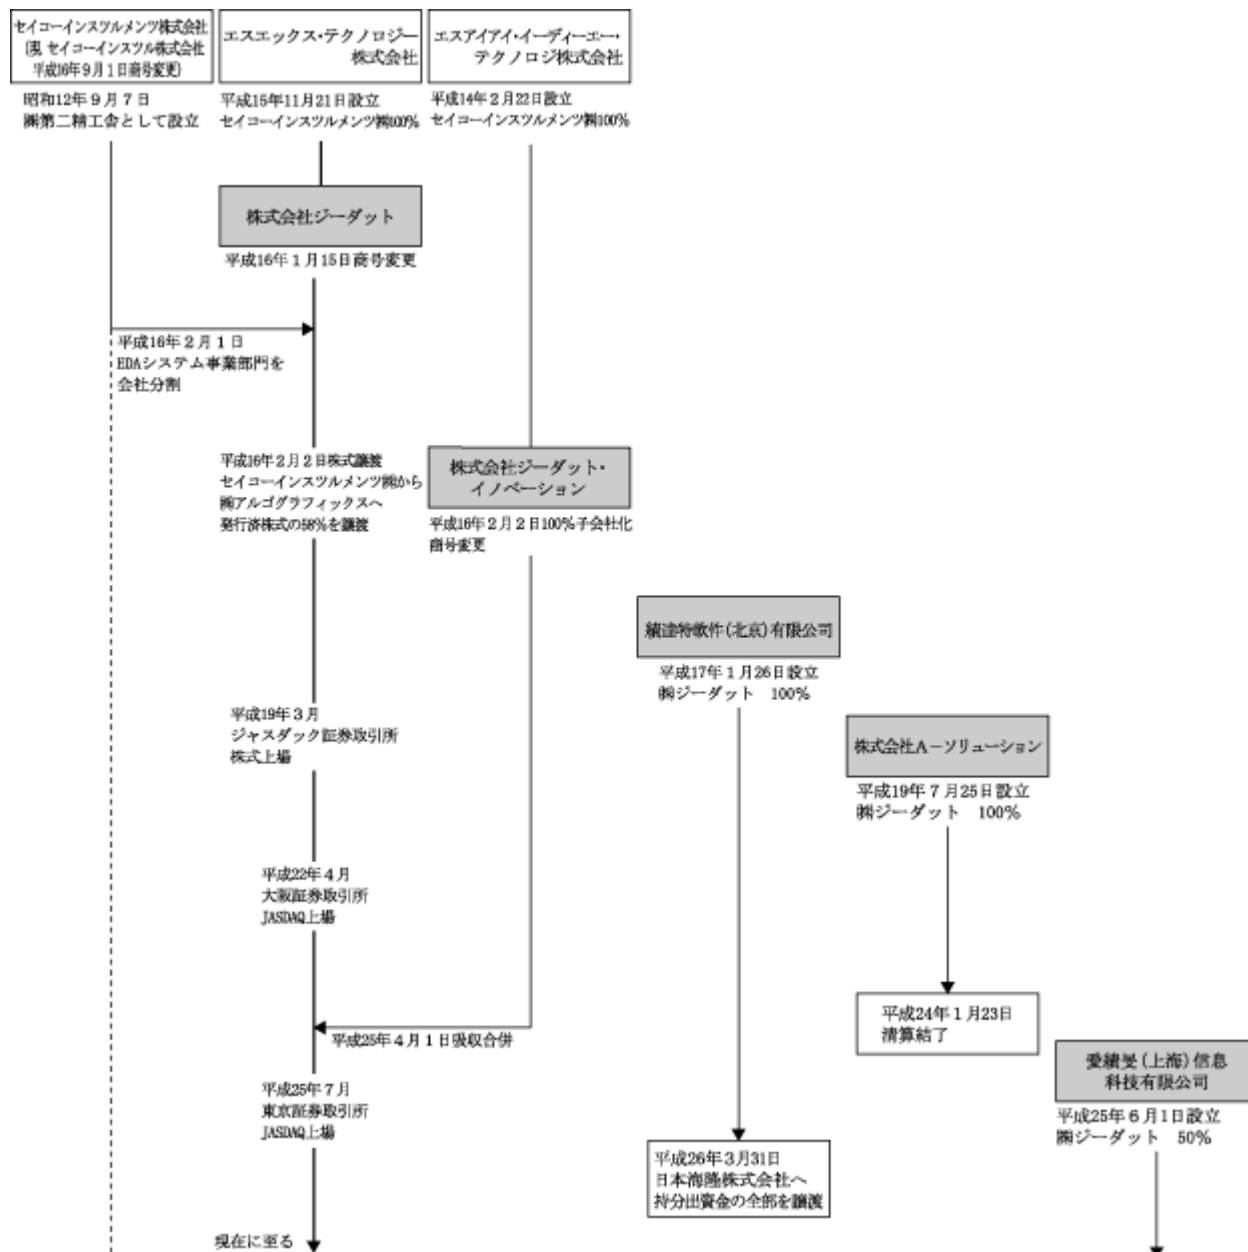 セイコーインスツルメンツ株式会社
(現 セイコーインスツル株式会社
平成16年9月1日商号変更)
昭和12年9月7日
㈱第二精工舎として設立
エスエックス・テクノロジー
株式会社
平成15年11月21日設立
セイコーインスツルメンツ㈱100%
エスアイアイ・イーディーエー・
テクノロジ株式会社
平成14年2月22日設立
セイコーインスツルメンツ㈱100%
株式会社ジーダット
平成16年1月15日商号変更
平成16年2月1日
EDAシステム事業部門を
会社分割
平成16年2月2日株式譲渡
セイコーインスツルメンツ㈱から
㈱アルゴグラフィックスへ
発行済株式の58%を譲渡
株式会社ジーダット・
イノベーション
平成16年2月2日100%子会社化
商号変更
績達特軟件(北京)有限公司
平成17年1月26日設立
㈱ジーダット 100%
平成19年3月
ジャスダック証券取引所
株式上場
株式会社A-ソリューション
平成19年7月25日設立
㈱ジーダット 100%
平成22年4月
大阪証券取引所
JASDAQ上場
平成24年1月23日
清算結了
平成25年4月1日吸収合併
愛績旻(上海)信息
科技有限公司
平成25年6月1日設立
㈱ジーダット 50%
平成25年7月
東京証券取引所
JASDAQ上場
平成26年3月31日
日本海隆株式会社へ
持分出資金の全部を譲渡
現在に至る